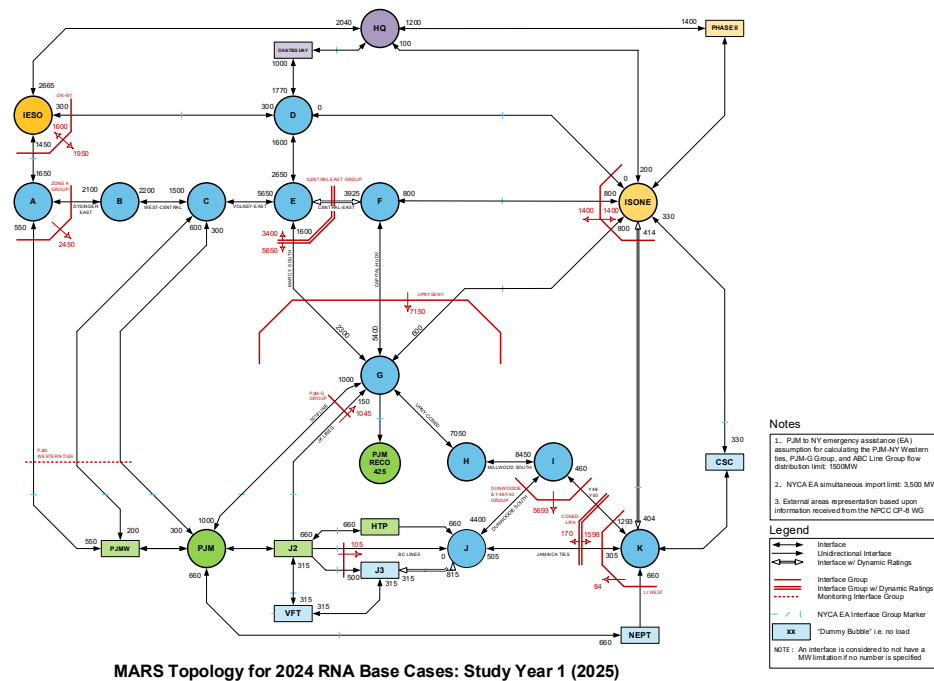 2040
HQ
1200
1400
PHASE II
CHATEGUAY
100
1000
2665
ON-NY
300
IESO
1600
1950
1450
1770
300
D
0
1600
1650
ZONE A
GROUP
A
2100
DYSINGER
EAST
B
2200
1500
WEST-CENTRAL
C
5650
VOLNEY-EAST
2650
E
CENTRAL EAST GROUP
3925
CENTRAL-EAST
F
800
200
0
800
ISONE
1400
1400
800
330
414
550
2450
600
300
3400
5650
1600
MARCY SOUTH
CAPITAL-HUDV
UPNYSENY
7150
2300
5400
600
G
1000
150
PJM-G
GROUP
1045
5018 LINE
JK LINES
UPNY-CONED
PJM
RECO
425
7050
H
8450
MILLWOOD SOUTH
I
460
PJM
WESTERN TIES
DUNWOODIE
& Y49/Y50
GROUP
5693
Y49
Y50
DUNWOODIE SOUTH
CONED-
LIPA
330
CSC
550
200
PJMW
300
1000
PJM
660
J2
660
HTP
660
660
105
BC LINES
4400
0
J
505
JAMAICA TIES
170
1598
1293
404
305
K
660
315
500
J3
315
815
84
LI WEST
315
VFT
315
315
660
NEPT
Notes
1. PJM to NY emergency assistance (EA)
assumption for calculating the PJM-NY Western
ties, PJM-G Group, and ABC Line Group flow
distribution limit: 1500MW
2. NYCA EA simultaneous import limit: 3,500 MW
3. External areas representation based upon
information received from the NPCC CP-8 WG
Legend
Interface
Unidirectional Interface
Interface w/ Dynamic Ratings
Interface Group
Interface Group w/ Dynamic Ratings
Monitoring Interface Group
NYCA EA Interface Group Marker
xx
"Dummy Bubble" i.e. no load
NOTE: An interface is considered to not have a
MW limitation if no number is specified
MARS Topology for 2024 RNA Base Cases: Study Year 1 (2025)